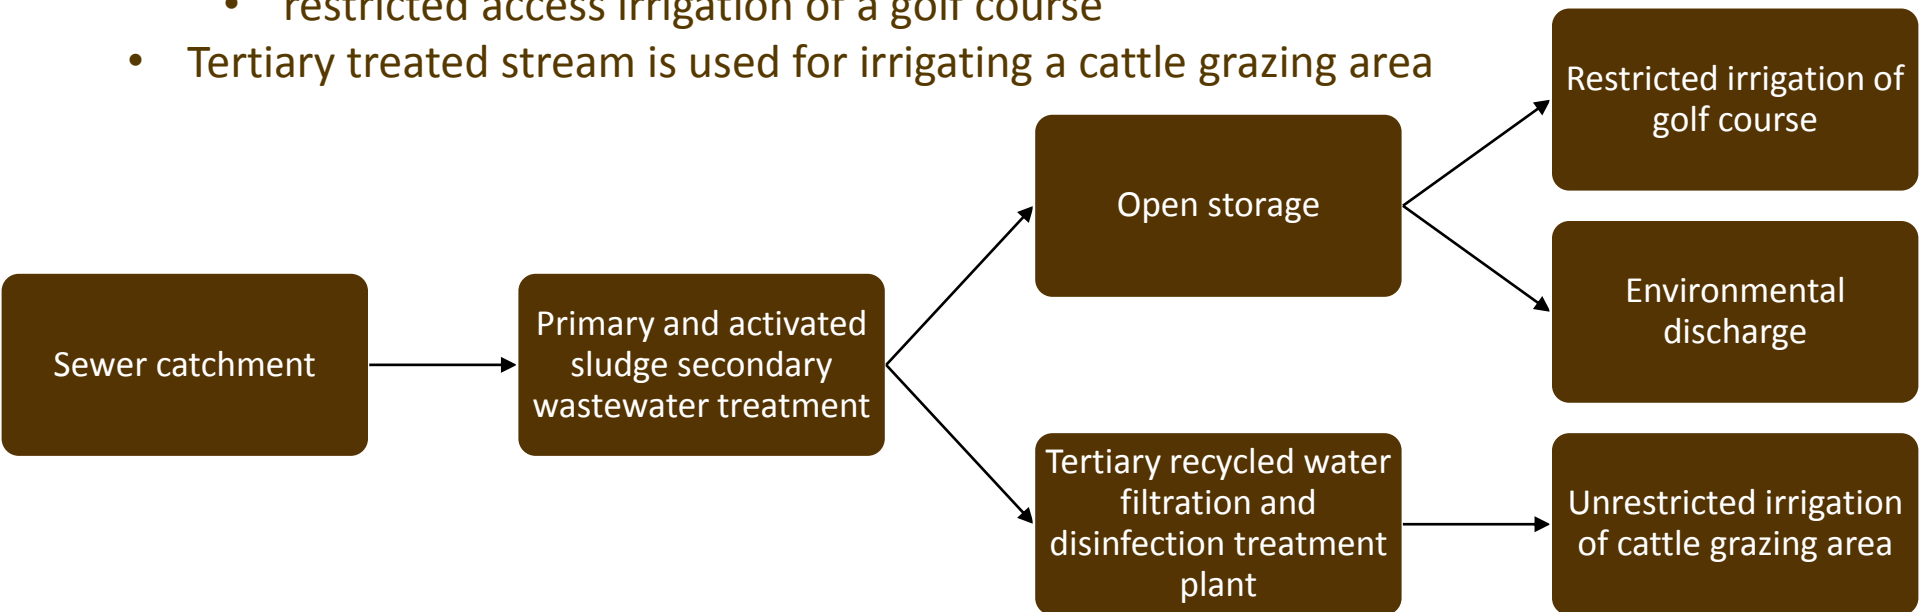 • restricted access irrigation of a golf course
• Tertiary treated stream is used for irrigating a cattle grazing area
Restricted irrigation of
golf course
Open storage
Environmental
discharge
Sewer catchment
Primary and activated
sludge secondary
wastewater treatment
Tertiary recycled water
filtration and
disinfection treatment
plant
Unrestricted irrigation
of cattle grazing area